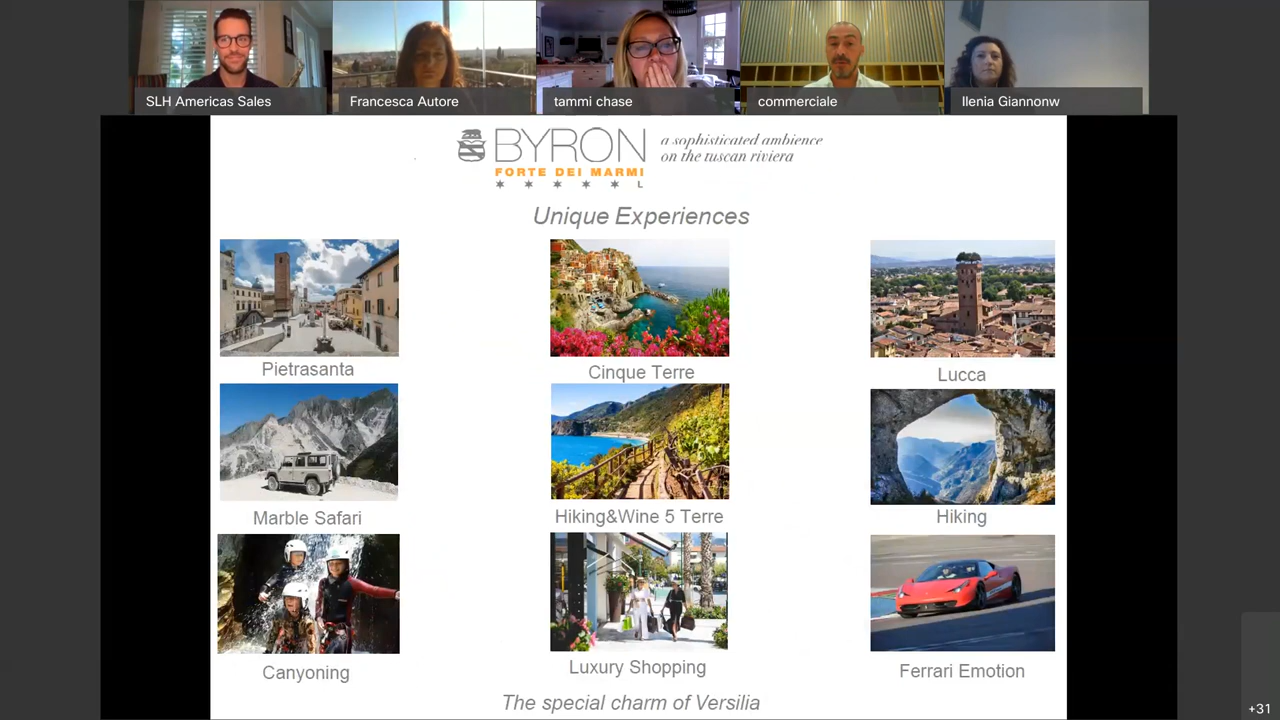 SLH Americas Sales
Francesca Autore
tammi chase
commerciale
Ilenia Giannonw
BYRON
a sophisticated ambience
on the tuscan riviera
FORTE DEI MARMI
L
Unique Experiences
Pietrasanta
Cinque Terre
Lucca
Marble Safari
Hiking&Wine 5 Terre
Hiking
Canyoning
Luxury Shopping
Ferrari Emotion
The special charm of Versilia
+31